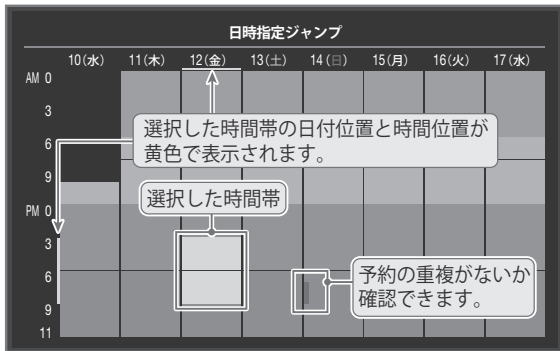 日時指定ジャンプ
10(水) 11(木) 12(金) 13(土) 14(日) 15(月) 16(火) 17(水)
AM 0
3
選択した時間帯の日付位置と時間位置が
6
黄色で表示されます。
9
選択した時間帯
PM 0
3
6
予約の重複がないか
確認できます。
9
11